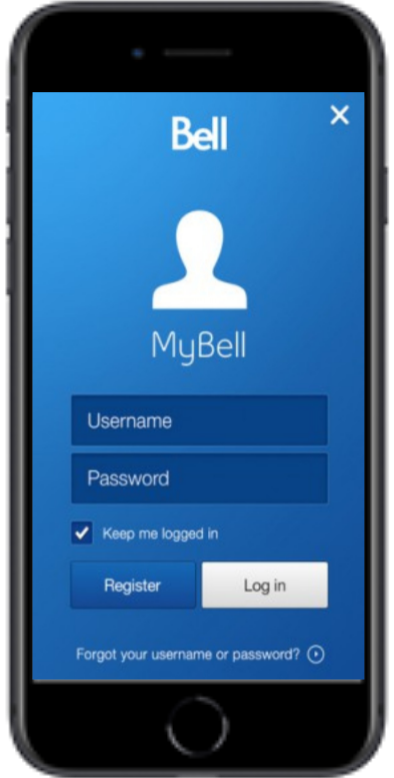 Bell
MyBell
Username
Password
Keep me logged in
Register
Log in
Forgot your username or password?